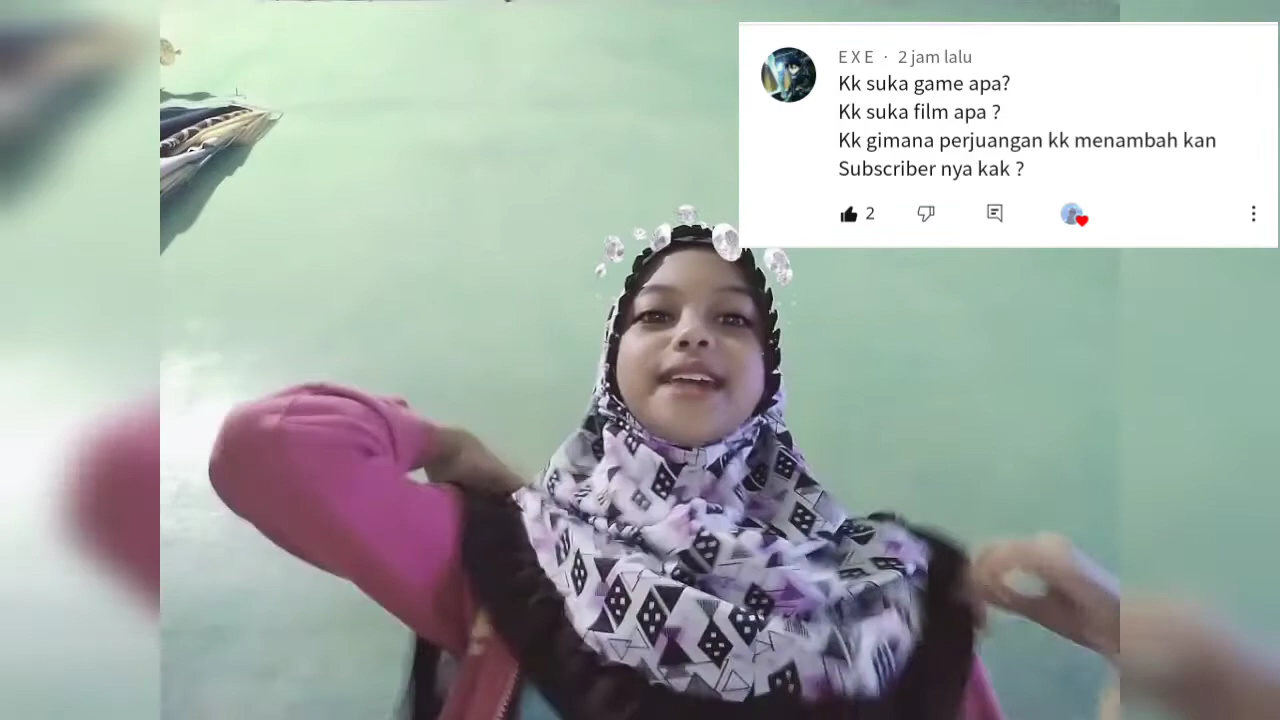 E X E · 2 jam lalu
Kk suka game apa?
Kk suka film apa ?
Kk gimana perjuangan kk menambah kan
Subscriber nya kak ?
2